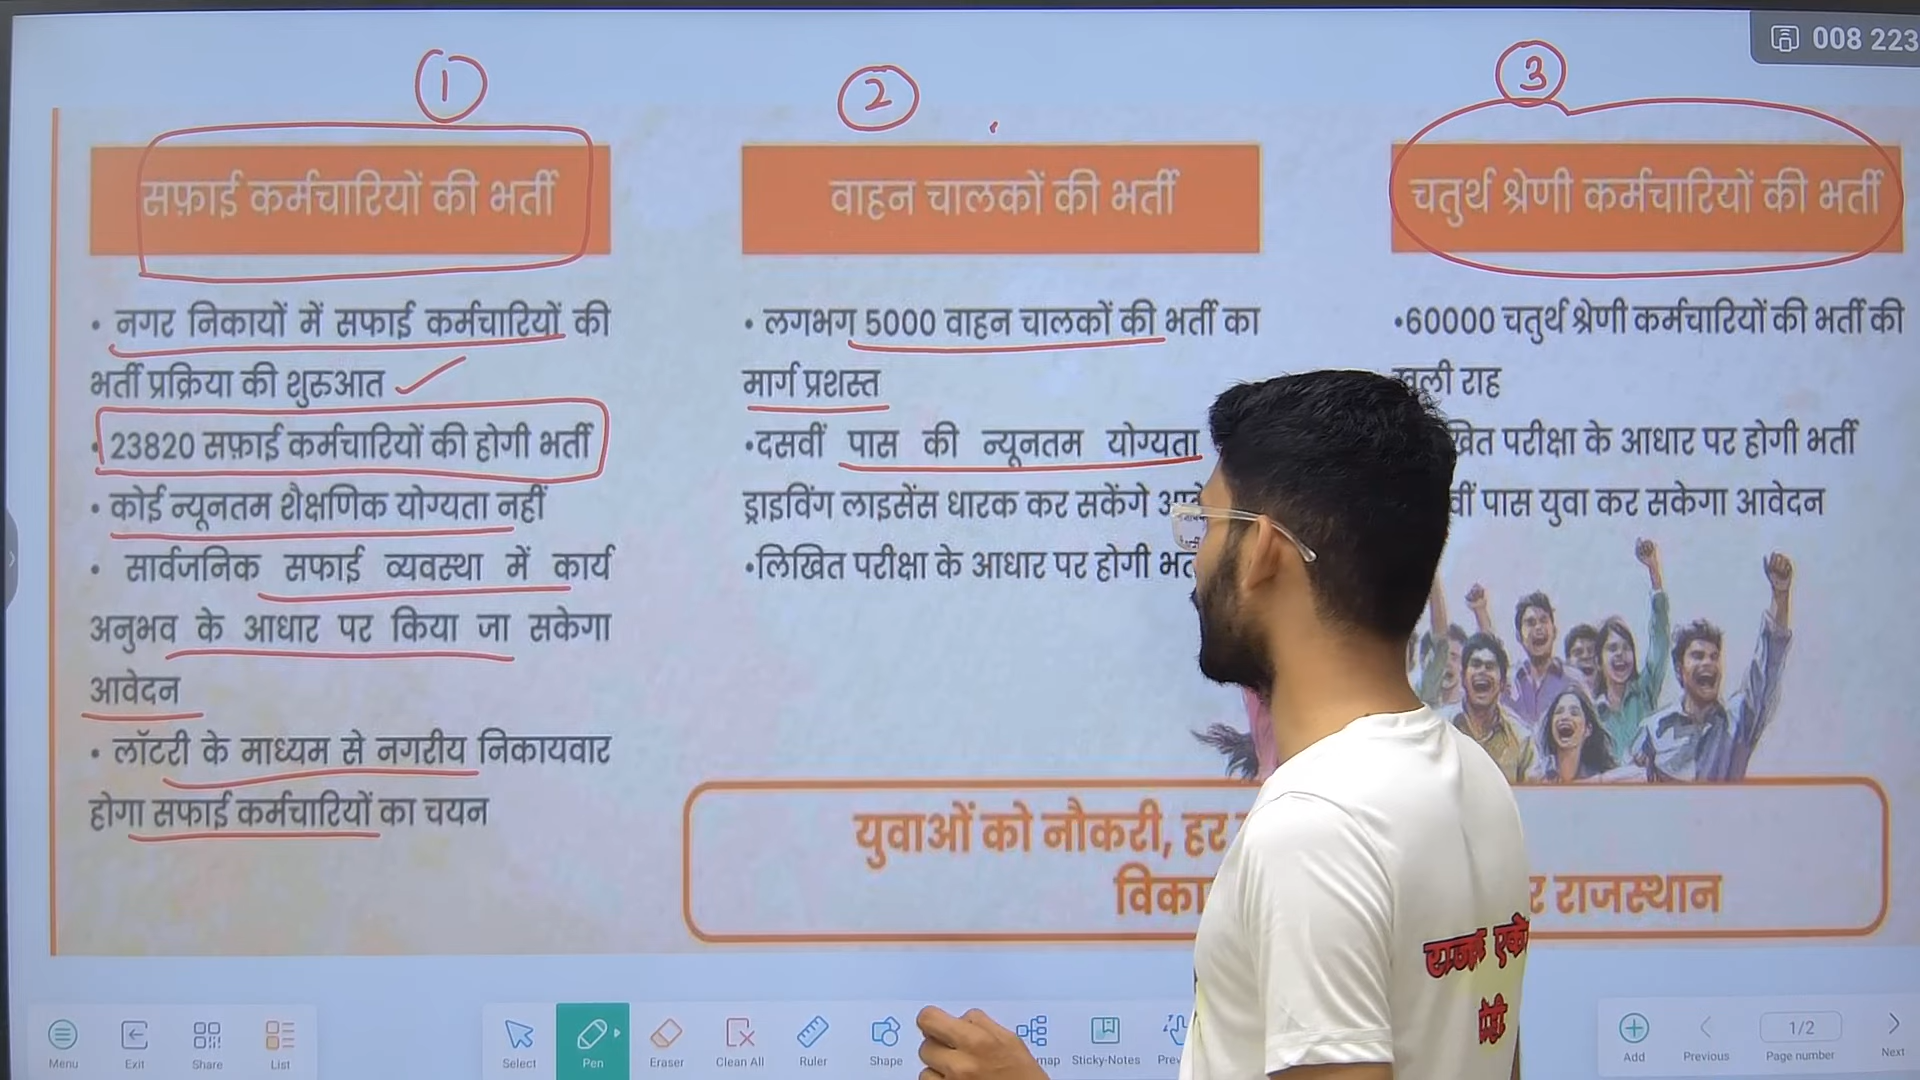 008 223
1
2
3
सफ़ाई कर्मचारियों की भर्ती
• नगर निकायों में सफाई कर्मचारियों की
भर्ती प्रक्रिया की शुरुआत
• 23820 सफ़ाई कर्मचारियों की होगी भर्ती
• कोई न्यूनतम शैक्षणिक योग्यता नहीं
• सार्वजनिक सफाई व्यवस्था में कार्य
अनुभव के आधार पर किया जा सकेगा
आवेदन
• लॉटरी के माध्यम से नगरीय निकायवार
होगा सफाई कर्मचारियों का चयन
वाहन चालकों की भर्ती
• लगभग 5000 वाहन चालकों की भर्ती का
मार्ग प्रशस्त
•दसवीं पास की न्यूनतम योग्यता
ड्राइविंग लाइसेंस धारक कर सकेंगे
•लिखित परीक्षा के आधार पर होगी
चतुर्थ श्रेणी कर्मचारियों की भर्ती
•60000 चतुर्थ श्रेणी कर्मचारियों की भर्ती की
राह
परीक्षा के आधार पर होगी भर्ती
पास युवा कर सकेगा आवेदन
युवाओं को नौकरी, हर
राजस्थान
Menu
Exit
Share
List
Select
Pen
Eraser
Clean All
Ruler
Shape
Sticky-Notes
Add
Previous
1/2
Page number
Next